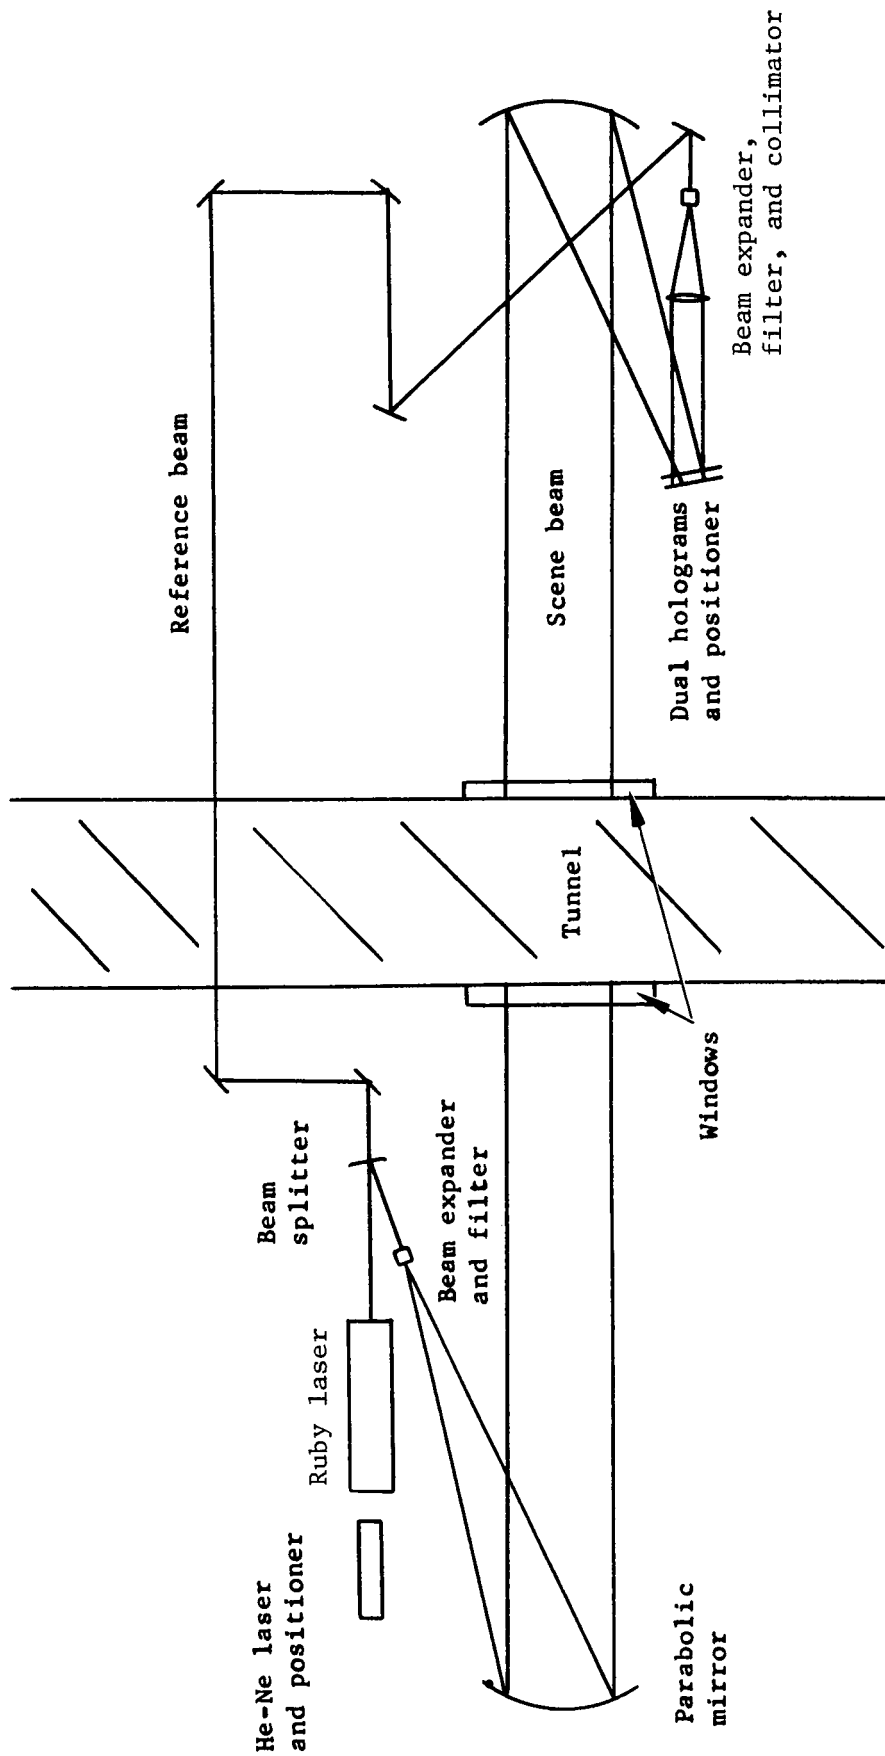 He-Ne laser
and positioner
Ruby laser
Beam
splitter
Reference beam
Beam expander
and filter
Parabolic
mirror
Windows
Tunnel
Scene beam
Dual holograms
and positioner
Beam expander,
filter, and collimator